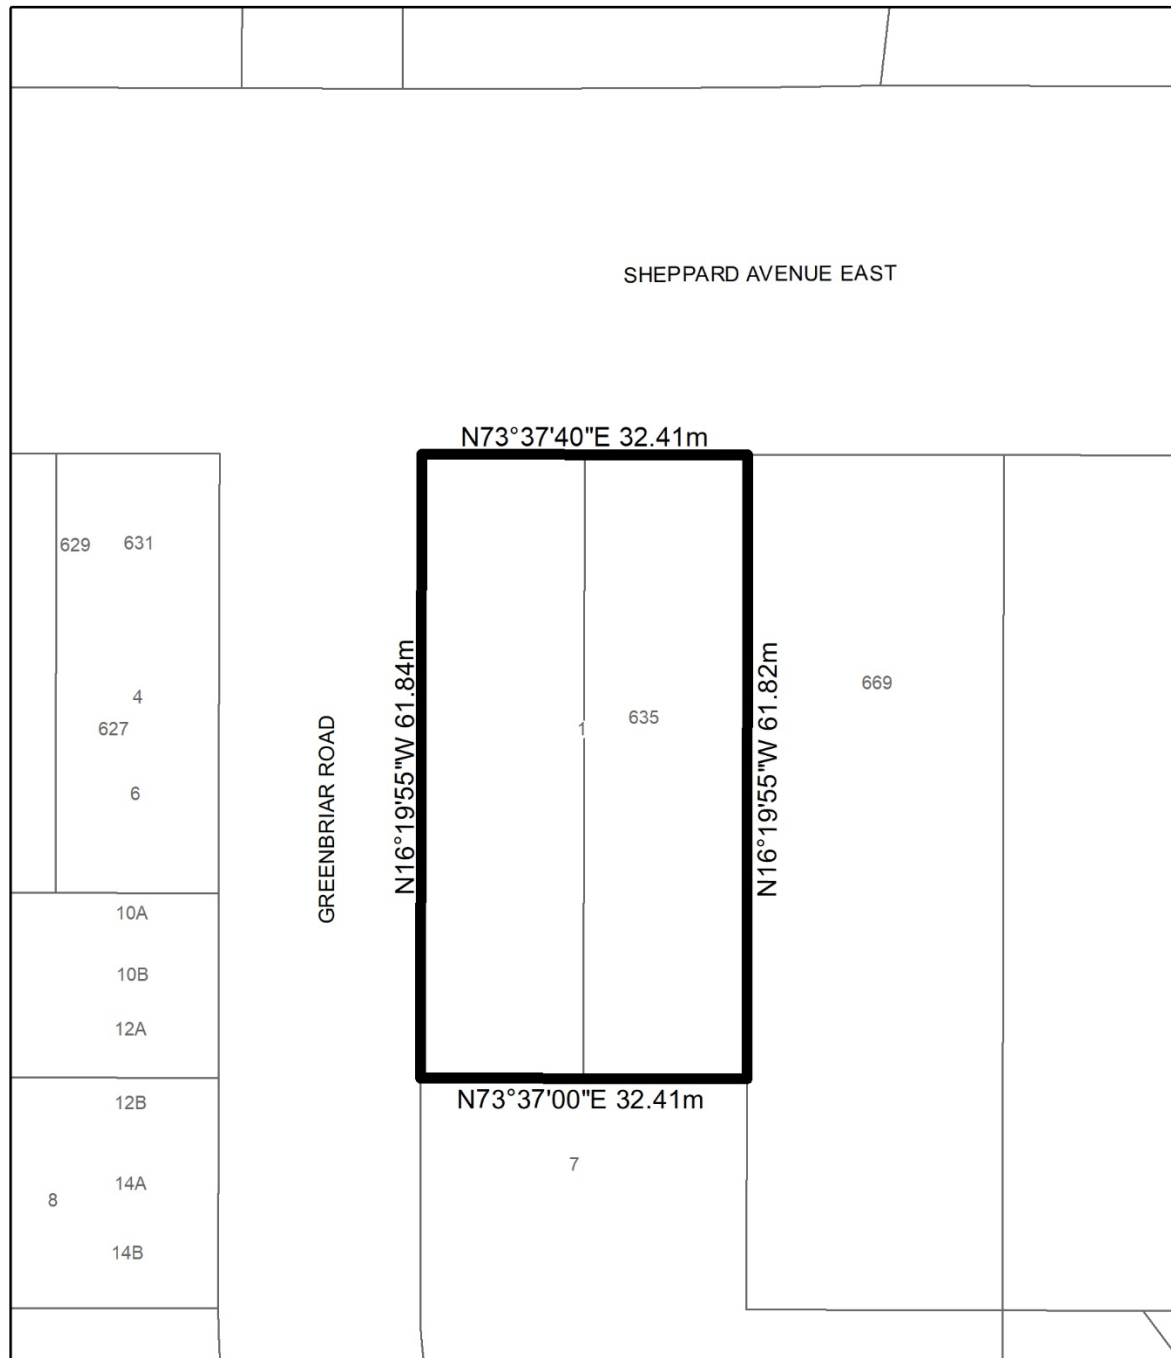 SHEPPARD AVENUE EAST
N73°37'40"E 32.41m
629
631
N16°19'55"W 61.84m
N16°19'55"W 61.82m
669
4
635
627
1
GREENBRIAR ROAD
6
10A
10B
12A
N73°37'00"E 32.41m
12B
7
14A
8
14B